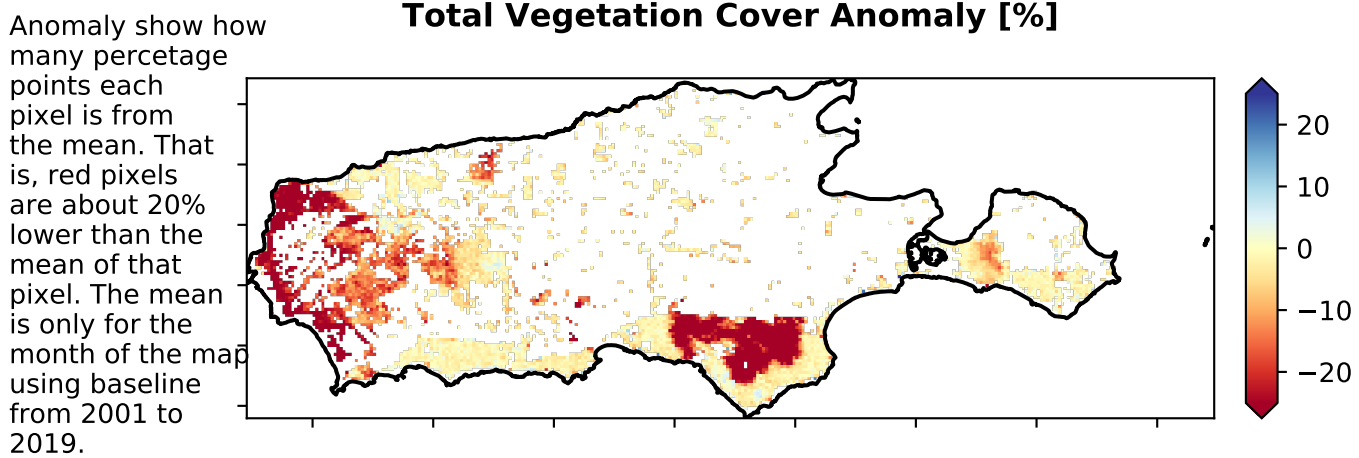 Total Vegetation Cover Anomaly [%]
Anomaly show how
many percetage
points each
pixel is from
the mean. That
is, red pixels
are about 20%
lower than the
mean of that
pixel. The mean
is only for the
month of the map
using baseline
from 2001 to
2019.
20
10
0
−10
−20